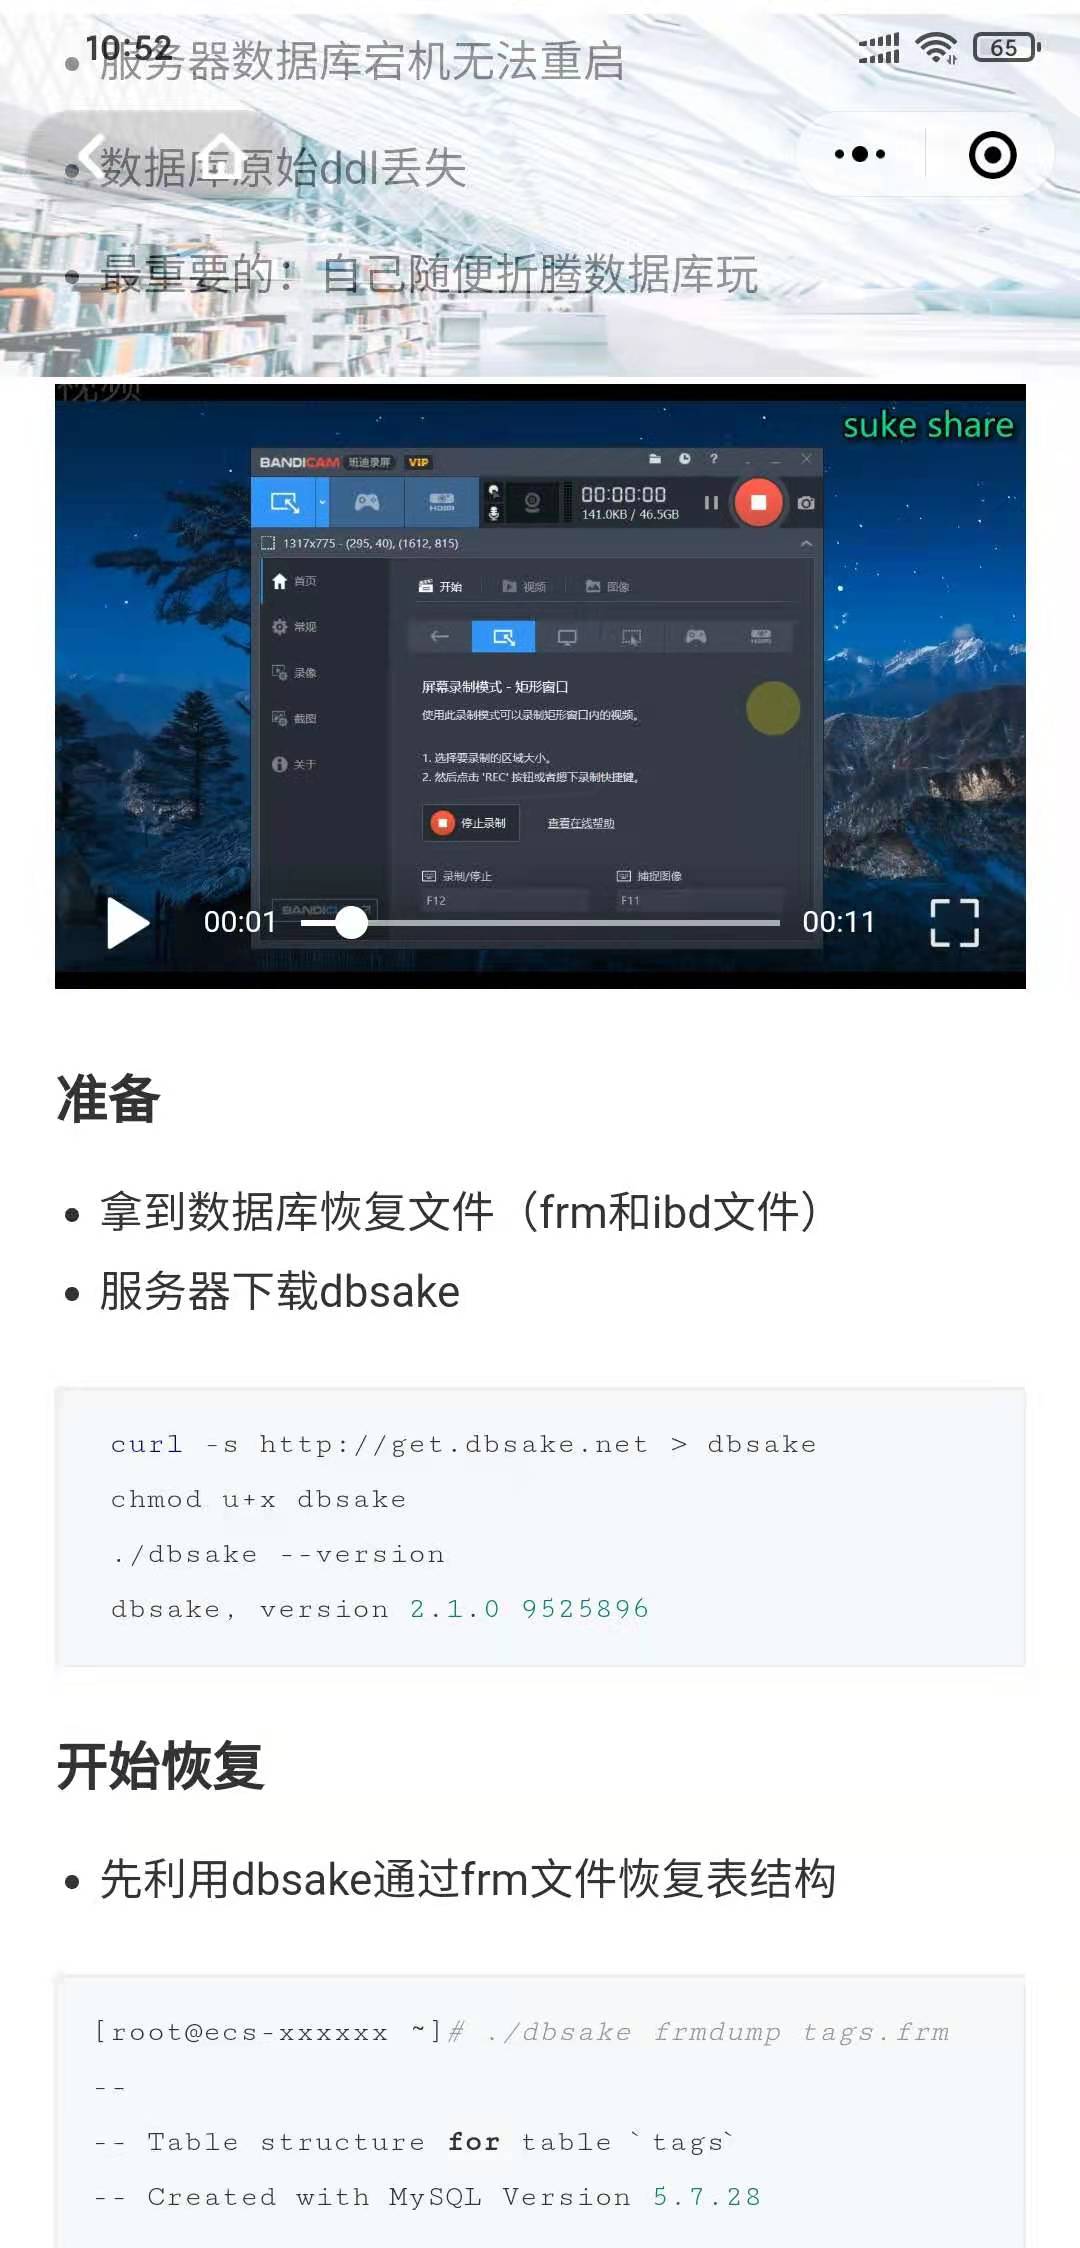 10:52
65
服务器数据库宕机无法重启
数据库原始ddl丢失
最重要的：自己随便折腾数据库玩
视频
suke share
BANDICAM 班迪录屏 VIP
00:00:00
141.0KB / 46.5GB
1317x775 - (295, 40), (1612, 815)
首页
开始 视频 图像
常规
录像
截图
关于
屏幕录制模式 - 矩形窗口
使用此录制模式可以录制矩形窗口内的视频。
1. 选择要录制的区域大小。
2. 然后点击 'REC' 按钮或者摁下录制快捷键。
停止录制 查看在线帮助
录制/停止 捕捉图像
F12 F11
00:01 00:11
准备
拿到数据库恢复文件（frm和ibd文件）
服务器下载dbsake
curl -s http://get.dbsake.net > dbsake
chmod u+x dbsake
./dbsake --version
dbsake, version 2.1.0 9525896
开始恢复
先利用dbsake通过frm文件恢复表结构
[root@ecs-xxxxxx ~]# ./dbsake frmdump tags.frm
--
-- Table structure for table `tags`
-- Created with MySQL Version 5.7.28